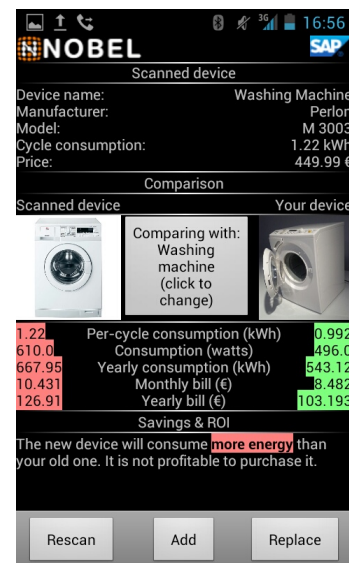 3G 16:56
NOBEL SAP
Scanned device
Device name: Washing Machine
Manufacturer: Perlon
Model: M 3003
Cycle consumption: 1.22 kWh
Price: 449.99 €
Comparison
Scanned device Your device
Comparing with:
Washing
machine
(click to
change)
1.22 Per-cycle consumption (kWh) 0.992
610.0 Consumption (watts) 496.0
667.95 Yearly consumption (kWh) 543.12
10.431 Monthly bill (€) 8.482
126.91 Yearly bill (€) 103.193
Savings & ROI
The new device will consume more energy than
your old one. It is not profitable to purchase it.
Rescan Add Replace